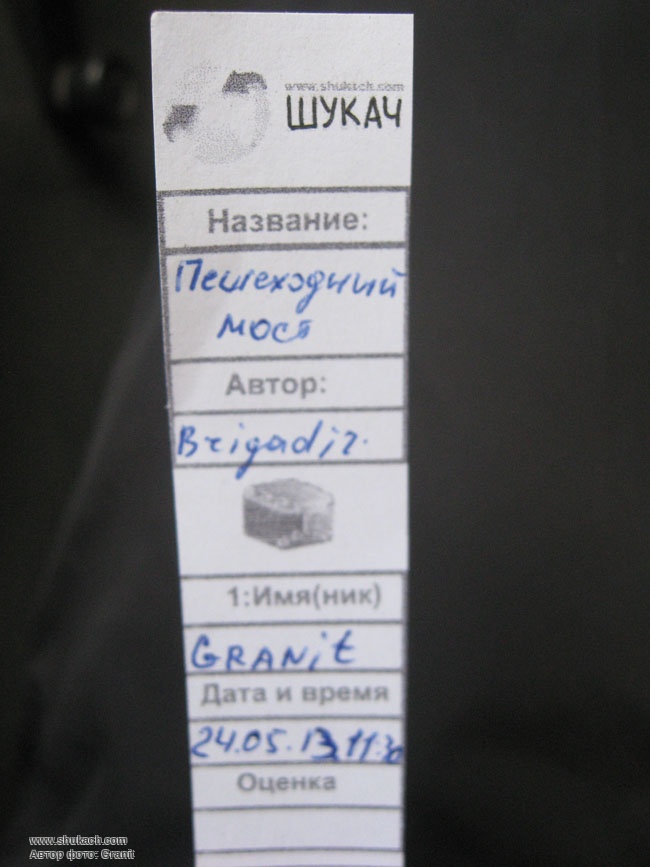 www.shukach.com
ШУКАЧ
Название:
Пешеходний
мост
Автор:
Brigadir.
1:Имя(ник)
GRANit
Дата и время
24.05.13 11:30
Оценка
www.shukach.com
Автор фото: Granit